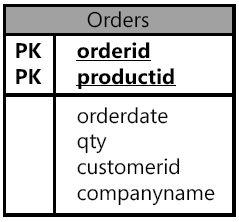 Orders
PK orderid
PK productid
orderdate
qty
customerid
companyname